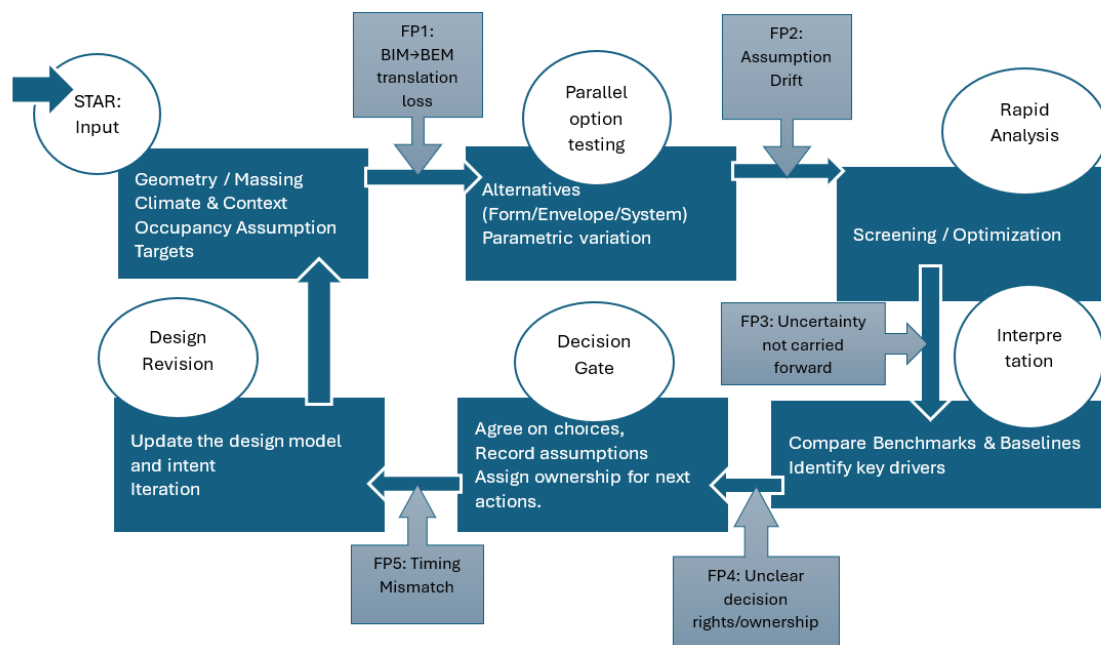 FP1:
BIM→BEM
translation
loss
FP2:
Assumption
Drift
STAR:
Input
Parallel
option
testing
Rapid
Analysis
Geometry / Massing
Climate & Context
Occupancy Assumption
Targets
Alternatives
(Form/Envelope/System)
Parametric variation
Screening / Optimization
Design
Revision
Decision
Gate
FP3: Uncertainty
not carried
forward
Interpre
tation
Update the design model
and intent
Iteration
Agree on choices,
Record assumptions
Assign ownership for next
actions.
Compare Benchmarks & Baselines
Identify key drivers
FP5: Timing
Mismatch
FP4: Unclear
decision
rights/ownership